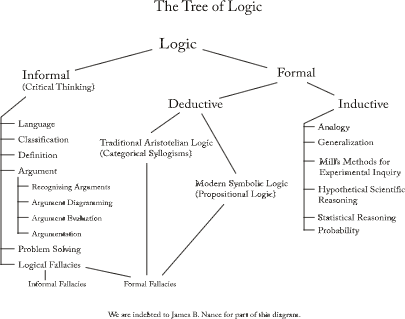 The Tree of Logic
Logic
Informal
(Critical Thinking)
Formal
Deductive
Inductive
Language
Classification
Definition
Argument
Recognizing Arguments
Argument Diagraming
Argument Evaluation
Argumentation
Problem Solving
Logical Fallacies
Informal Fallacies
Traditional Aristotelian Logic
(Categorical Syllogisms)
Modern Symbolic Logic
(Propositional Logic)
Formal Fallacies
Analogy
Generalization
Mill's Methods for
Experimental Inquiry
Hypothetical Scientific
Reasoning
Statistical Reasoning
Probability
We are indebted to James B. Nance for part of this diagram.